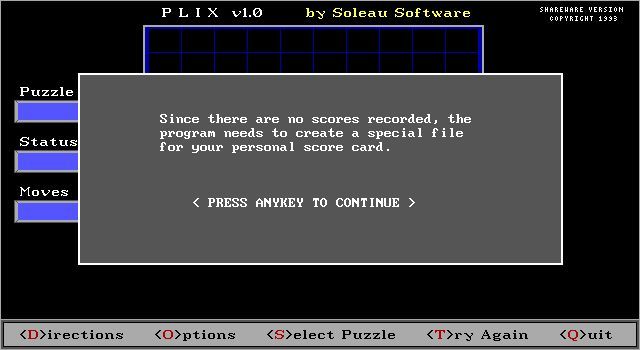 P L I X v1.0 by Soleau Software
SHAREWARE VERSION
COPYRIGHT 1993
Puzzle
Status
Moves
Since there are no scores recorded, the
program needs to create a special file
for your personal score card.
< PRESS ANYKEY TO CONTINUE >
<D>irections <O>ptions <S>elect Puzzle <T>ry Again <Q>uit